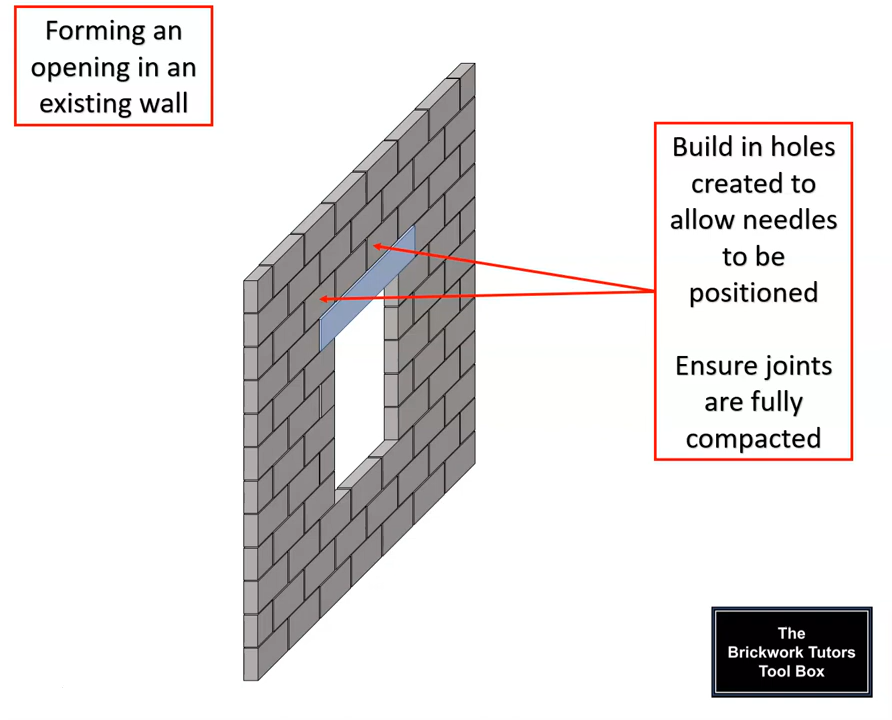 Forming an
opening in an
existing wall
Build in holes
created to
allow needles
to be
positioned
Ensure joints
are fully
compacted
The
Brickwork Tutors
Tool Box